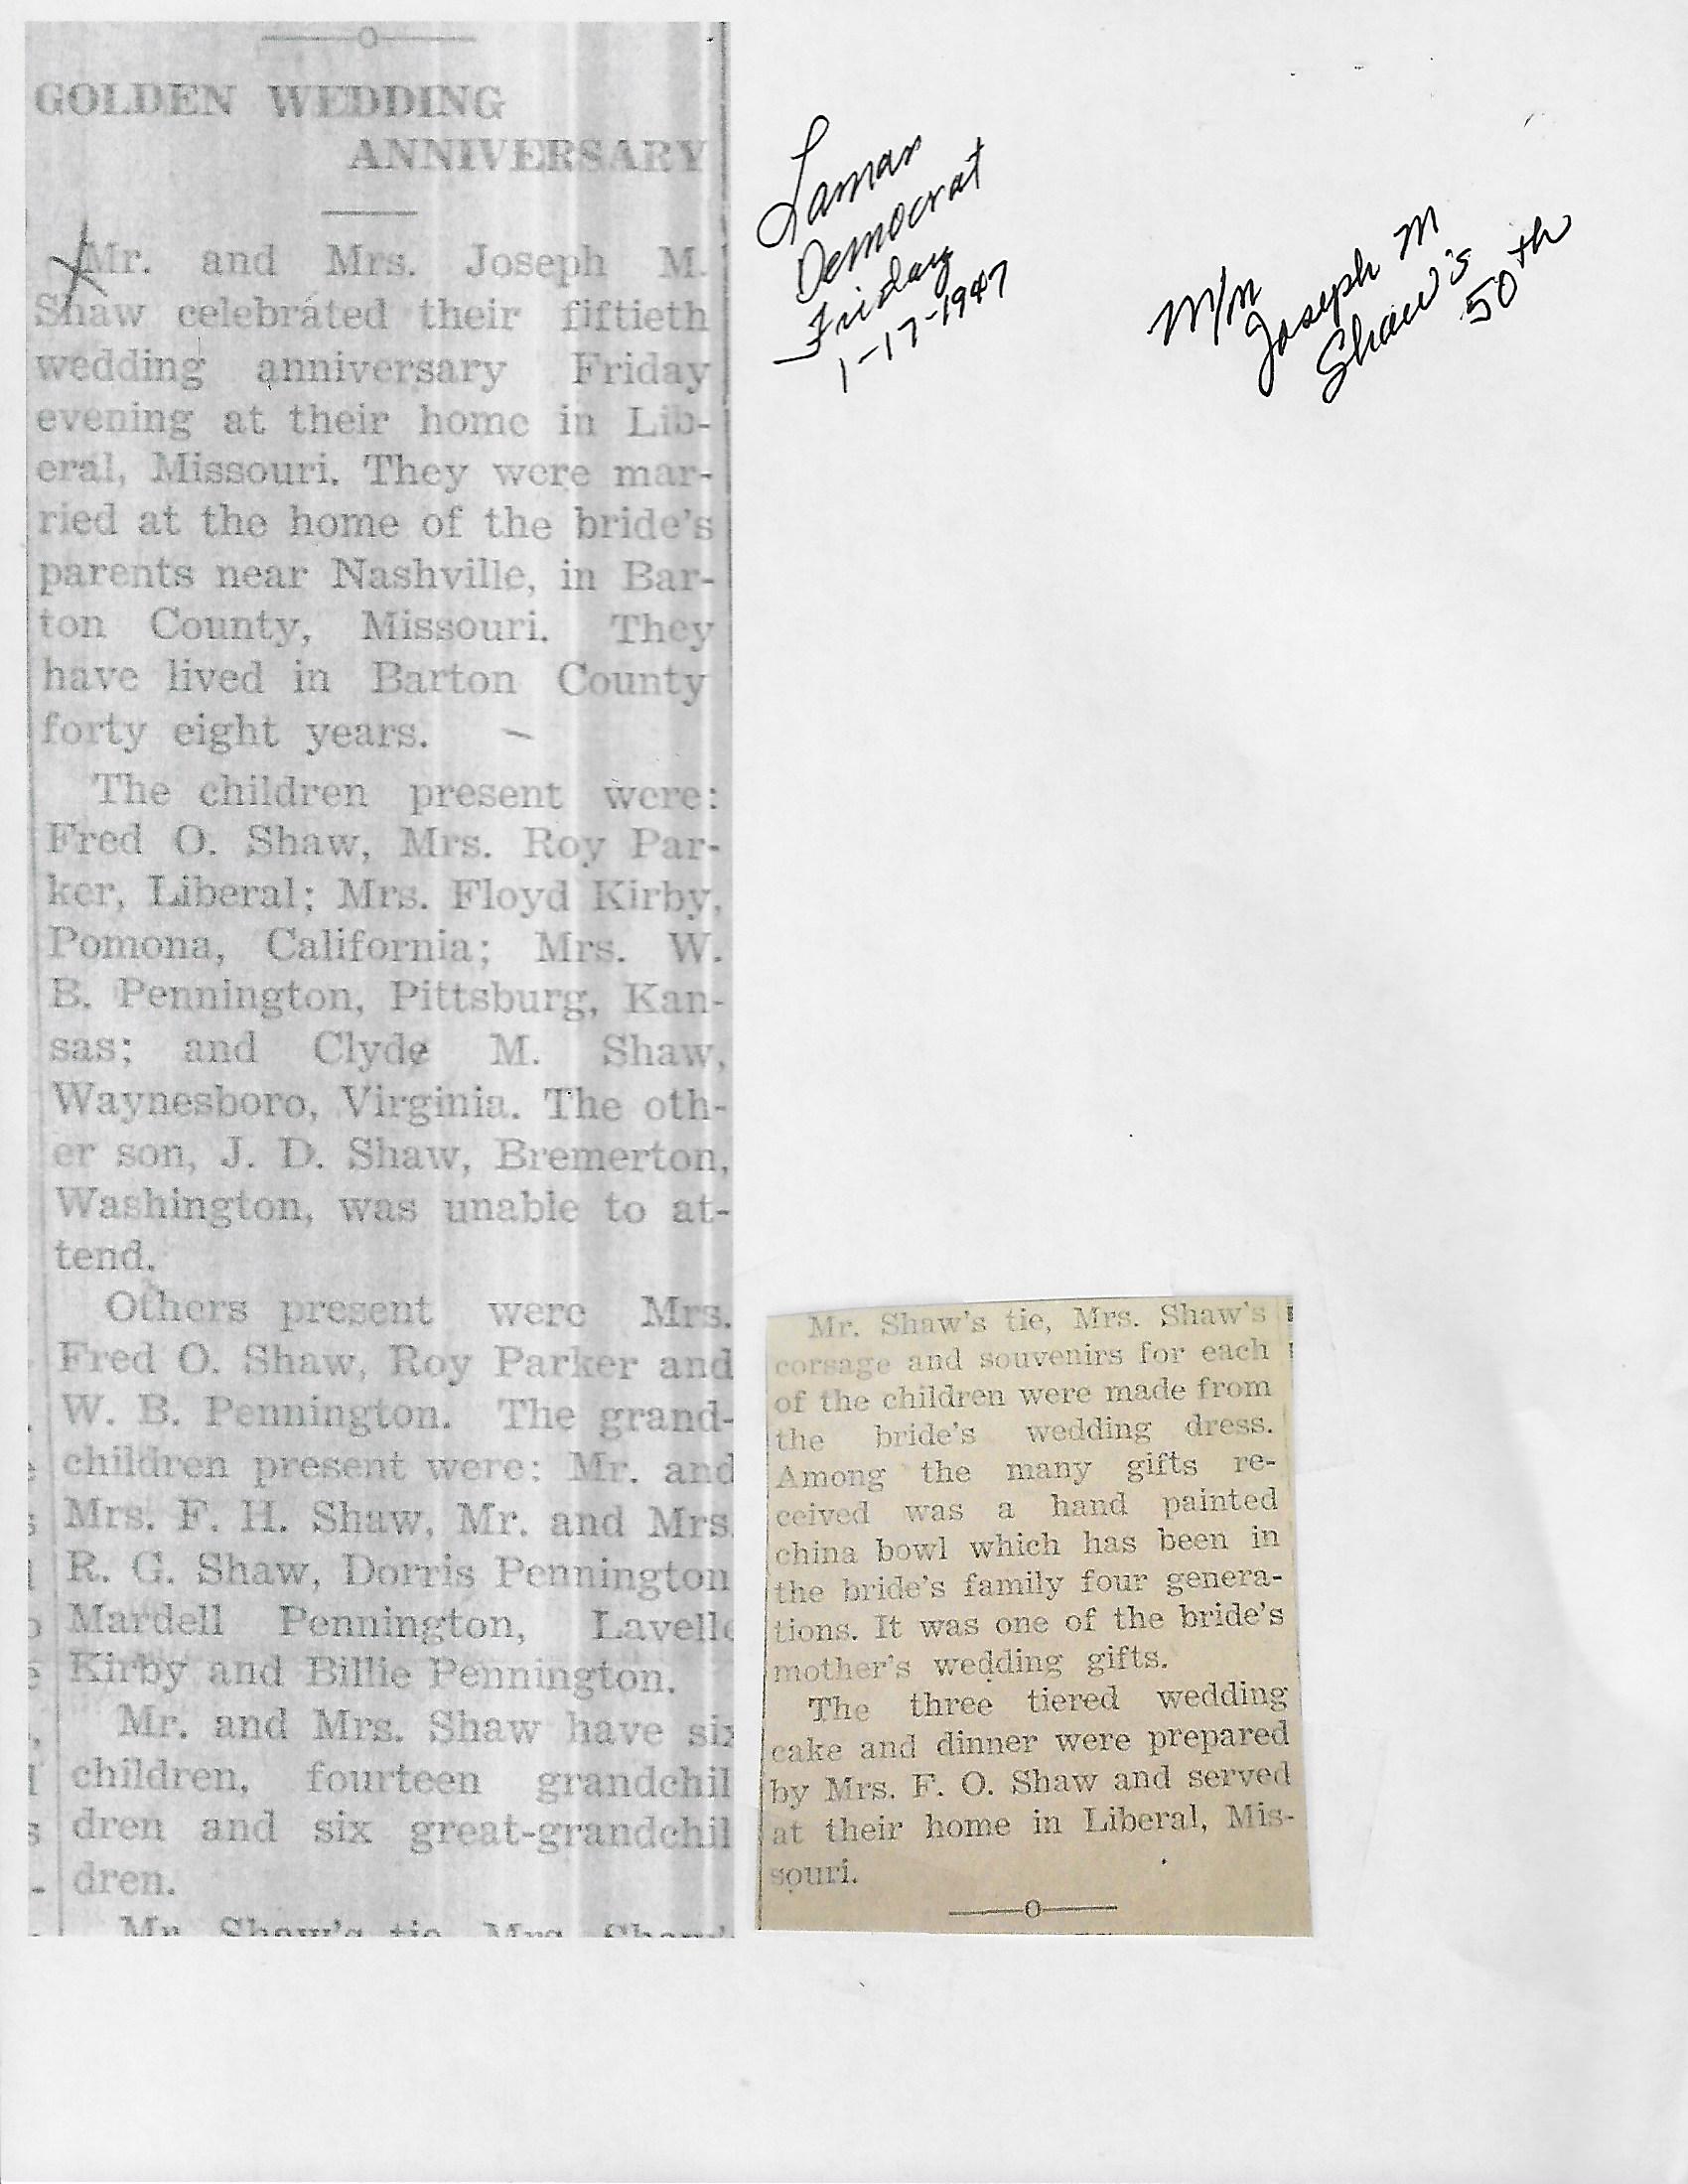 GOLDEN WEDDING
ANNIVERSARY
Mr. and Mrs. Joseph M.
Shaw celebrated their fiftieth
wedding anniversary Friday
evening at their home in Lib-
eral, Missouri. They were mar-
ried at the home of the bride's
parents near Nashville, in Bar-
ton County, Missouri. They
have lived in Barton County
forty eight years.
The children present were:
Fred O. Shaw, Mrs. Roy Par-
ker, Liberal; Mrs. Floyd Kirby,
Pomona, California; Mrs. W.
B. Pennington, Pittsburg, Kan-
sas; and Clyde M. Shaw,
Waynesboro, Virginia. The oth-
er son, J. D. Shaw, Bremerton,
Washington, was unable to at-
tend.
Others present were Mrs.
Fred O. Shaw, Roy Parker and
W. B. Pennington. The grand-
children present were: Mr. and
Mrs. F. H. Shaw, Mr. and Mrs.
R. G. Shaw, Dorris Pennington
Mardell Pennington, Lavelle
Kirby and Billie Pennington.
Mr. and Mrs. Shaw have six
children, fourteen grandchil
dren and six great-grandchil
dren.
Mr. Shaw's tie, Mrs. Shaw'
Lamar
Democrat
Friday
1-17-1947
M/M
Joseph M
Shaw's
50th
Mr. Shaw's tie, Mrs. Shaw's
corsage and souvenirs for each
of the children were made from
the bride's wedding dress.
Among the many gifts re-
ceived was a hand painted
china bowl which has been in
the bride's family four genera-
tions. It was one of the bride's
mother's wedding gifts.
The three tiered wedding
cake and dinner were prepared
by Mrs. F. O. Shaw and served
at their home in Liberal, Mis-
souri.